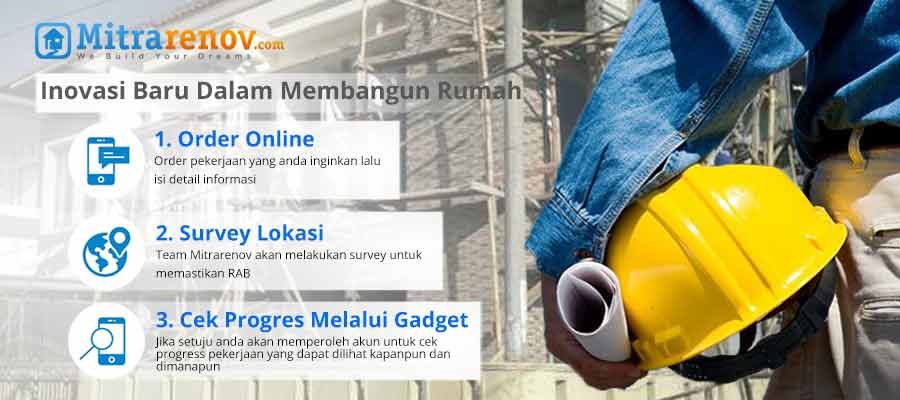 Mitrarenov.com
We Build Your Dreams
Inovasi Baru Dalam Membangun Rumah
1. Order Online
Order pekerjaan yang anda inginkan lalu
isi detail informasi
2. Survey Lokasi
Team Mitrarenov akan melakukan survey untuk
memastikan RAB
3. Cek Progres Melalui Gadget
Jika setuju anda akan memperoleh akun untuk cek
progress pekerjaan yang dapat dilihat kapanpun dan
dimanapun